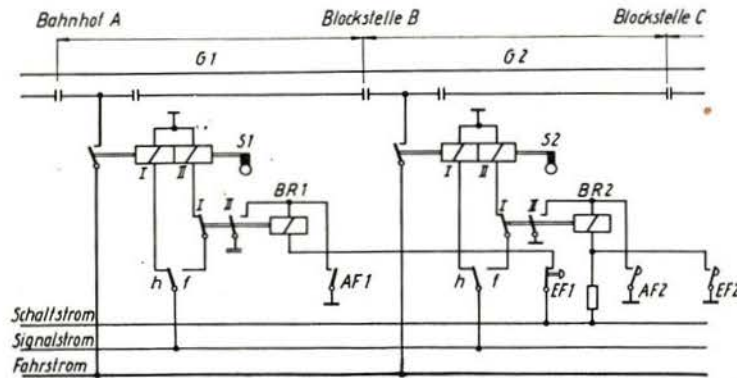 Bahnhof A Blockstelle B Blockstelle C
G1 G2
S1 S2
I II I II
I II BR1 I II BR2
h f AF1 h f EF1 AF2 EF2
Schaltstrom
Signalstrom
Fahrstrom